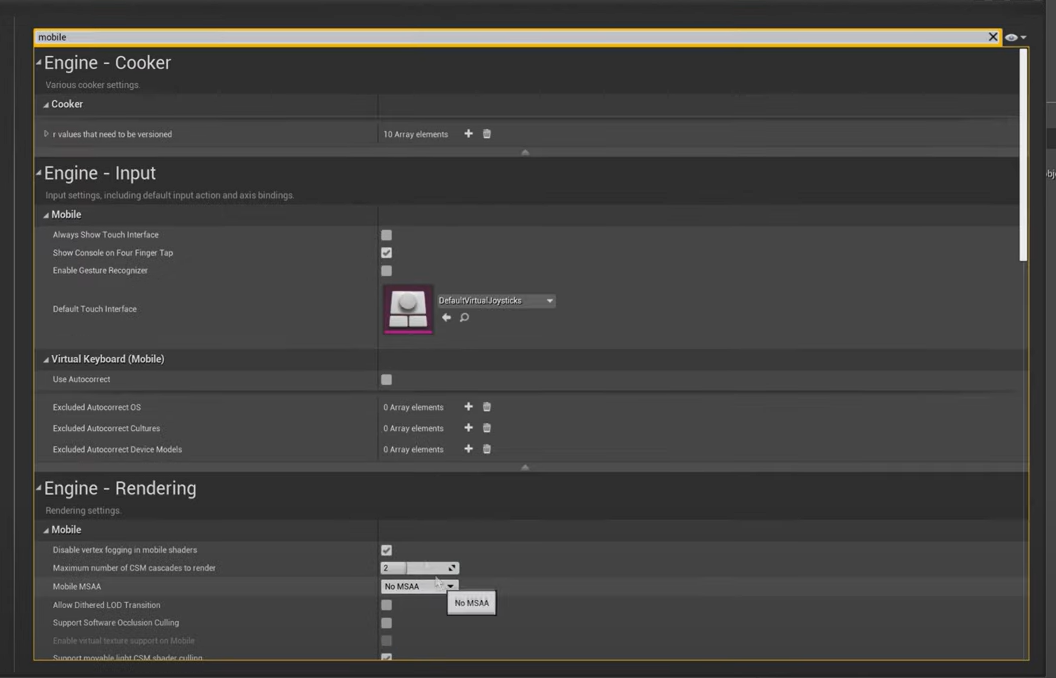 mobile
Engine - Cooker
Various cooker settings
Cooker
r values that need to be versioned 10 Array elements
Engine - Input
Input settings, including default input action and axis bindings.
Mobile
Always Show Touch Interface
Show Console on Four Finger Tap
Enable Gesture Recognizer
Default Touch Interface DefaultVirtualJoysticks
Virtual Keyboard (Mobile)
Use Autocorrect
Excluded Autocorrect OS 0 Array elements
Excluded Autocorrect Cultures 0 Array elements
Excluded Autocorrect Device Models 0 Array elements
Engine - Rendering
Rendering settings.
Mobile
Disable vertex fogging in mobile shaders
Maximum number of CSM cascades to render 2
Mobile MSAA No MSAA
No MSAA
Allow Dithered LOD Transition
Support Software Occlusion Culling
Enable virtual texture support on Mobile
Support movable light CSM shader culling